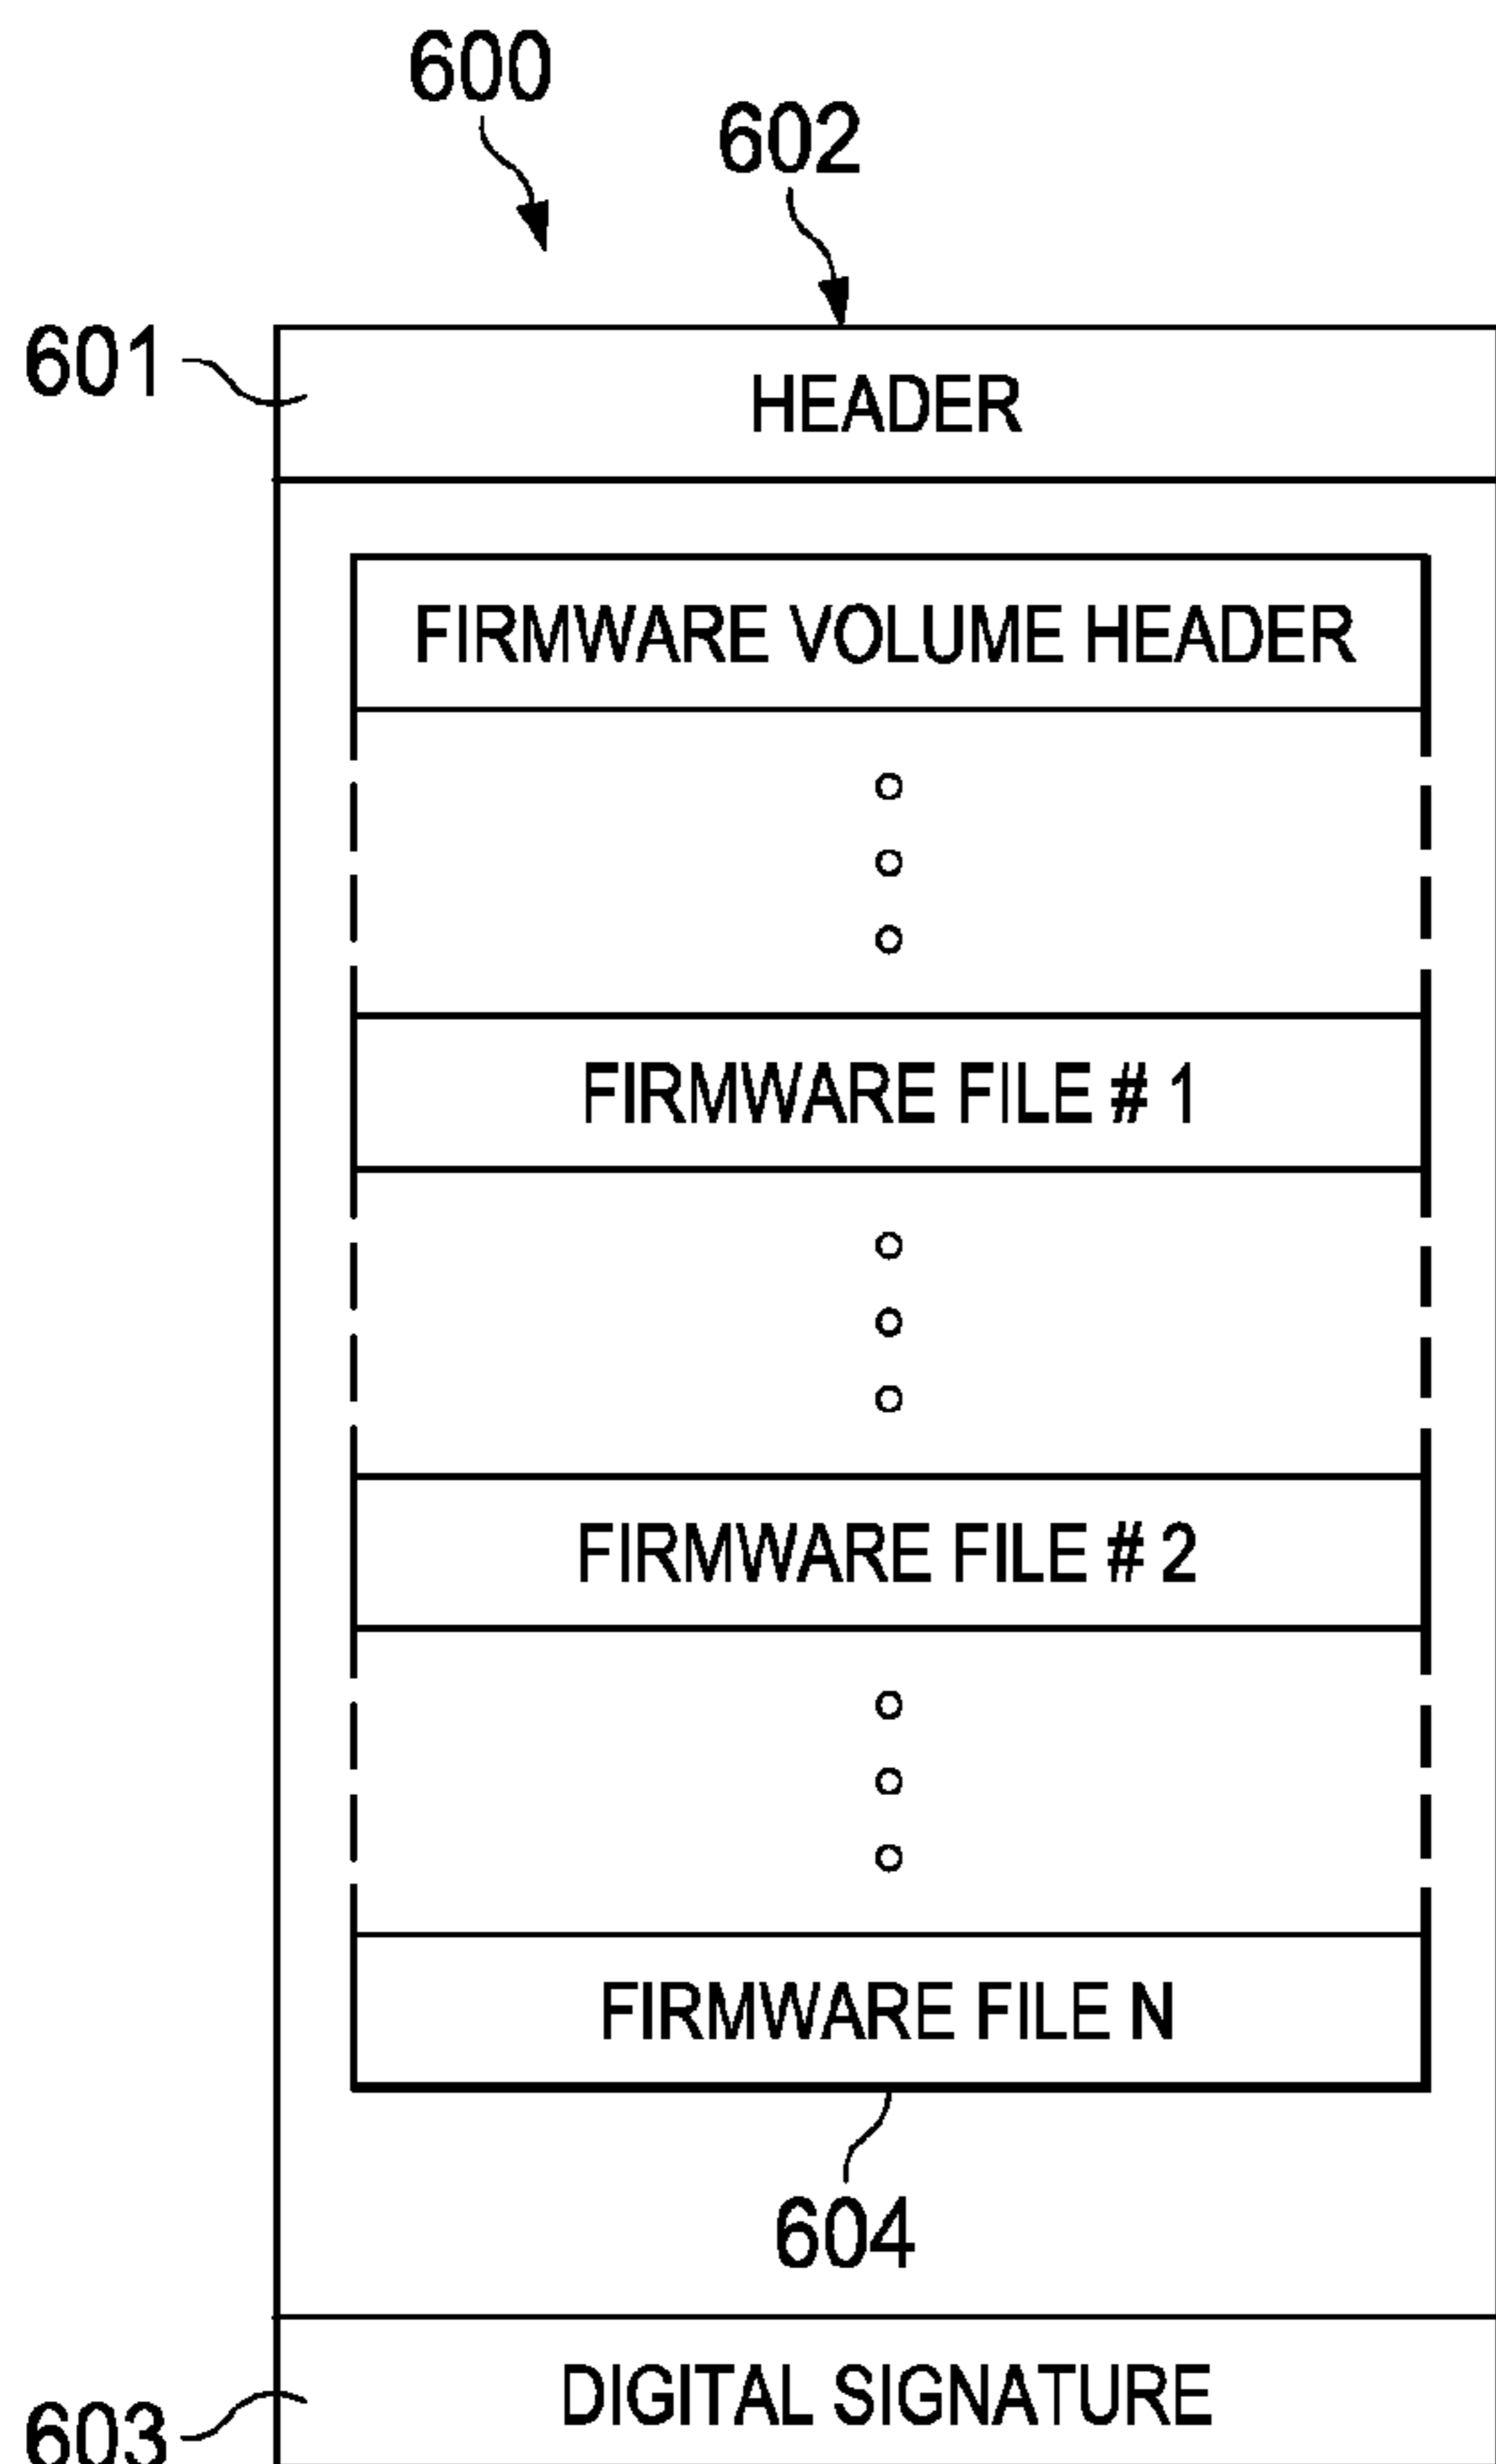 600
602
601
HEADER
FIRMWARE VOLUME HEADER
FIRMWARE FILE # 1
FIRMWARE FILE # 2
FIRMWARE FILE N
604
DIGITAL SIGNATURE
603